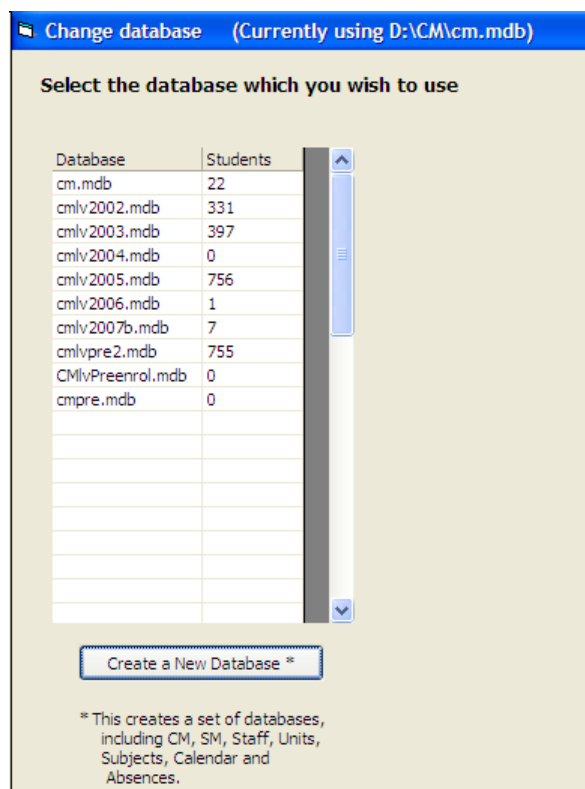 Change database (Currently using D:\CM\cm.mdb)
Select the database which you wish to use
Database Students
cm.mdb 22
cmlv2002.mdb 331
cmlv2003.mdb 397
cmlv2004.mdb 0
cmlv2005.mdb 756
cmlv2006.mdb 1
cmlv2007b.mdb 7
cmlvpre2.mdb 755
CMlvPreenrol.mdb 0
cmpre.mdb 0
Create a New Database *
* This creates a set of databases,
including CM, SM, Staff, Units,
Subjects, Calendar and
Absences.